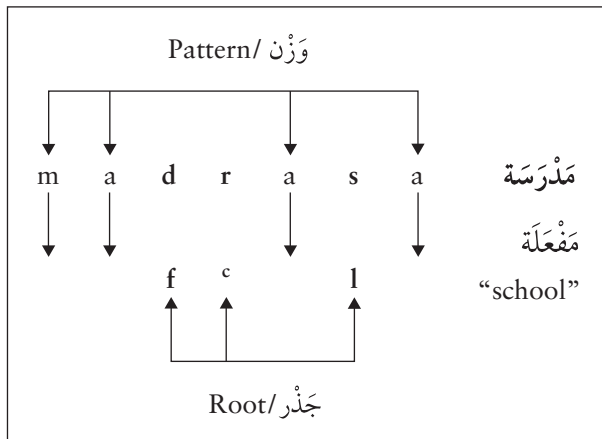 Pattern/ وَزْن
m a d r a s a مَدْرَسَة
مَفْعَلَة
f c l “school”
Root/ جَذْر